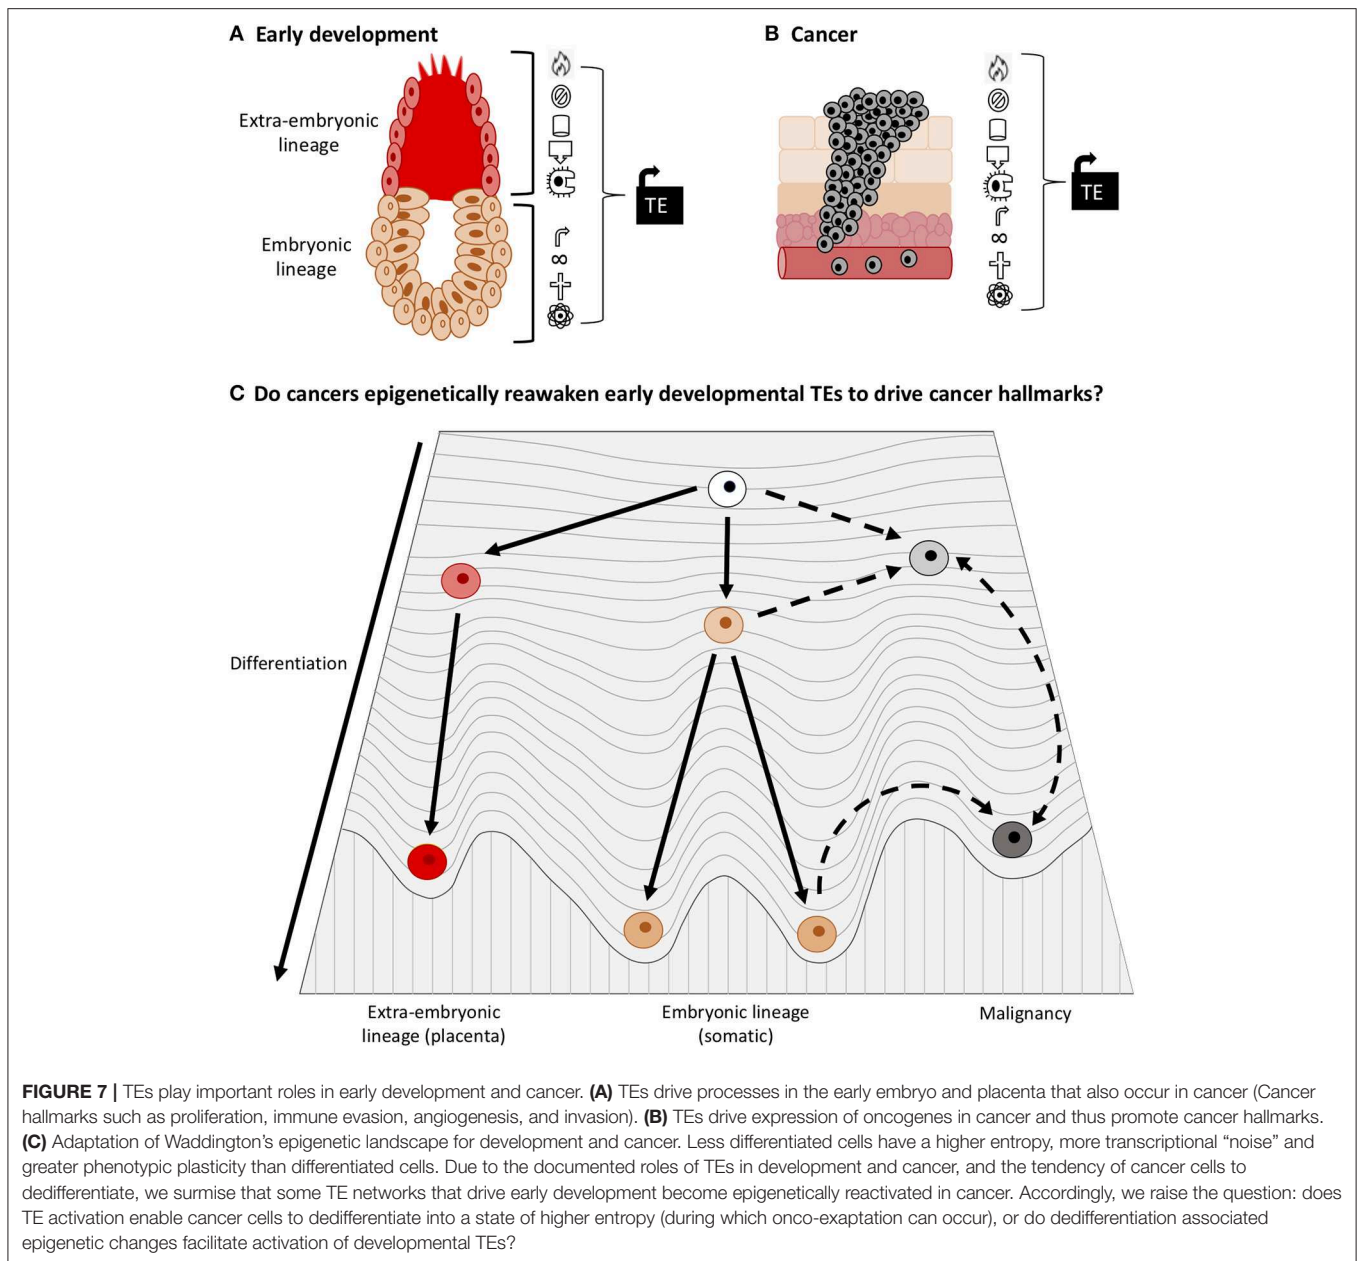 A Early development
B Cancer
Extra-embryonic
lineage
Embryonic
lineage
TE
TE
∞
∞
C Do cancers epigenetically reawaken early developmental TEs to drive cancer hallmarks?
Differentiation
Extra-embryonic
lineage (placenta)
Embryonic lineage
(somatic)
Malignancy
FIGURE 7 | TEs play important roles in early development and cancer. (A) TEs drive processes in the early embryo and placenta that also occur in cancer (Cancer
hallmarks such as proliferation, immune evasion, angiogenesis, and invasion). (B) TEs drive expression of oncogenes in cancer and thus promote cancer hallmarks.
(C) Adaptation of Waddington's epigenetic landscape for development and cancer. Less differentiated cells have a higher entropy, more transcriptional “noise” and
greater phenotypic plasticity than differentiated cells. Due to the documented roles of TEs in development and cancer, and the tendency of cancer cells to
dedifferentiate, we surmise that some TE networks that drive early development become epigenetically reactivated in cancer. Accordingly, we raise the question: does
TE activation enable cancer cells to dedifferentiate into a state of higher entropy (during which onco-exaptation can occur), or do dedifferentiation associated
epigenetic changes facilitate activation of developmental TEs?